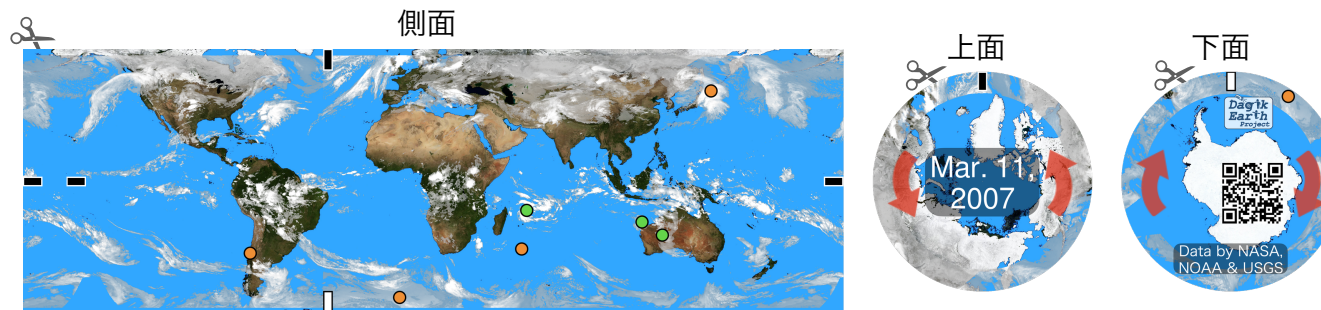 側面
上面
Mar. 11,
2007
下面
Dagik
Earth
Project
Data by NASA,
NOAA & USGS